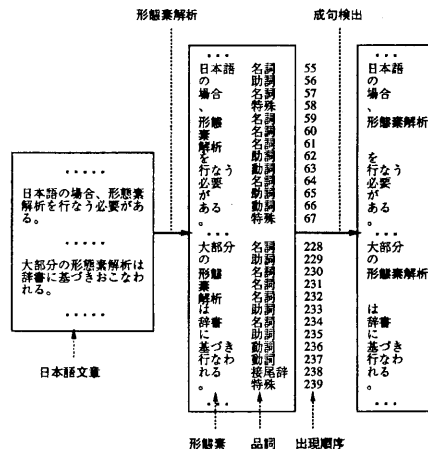 形態素解析
成句検出
.....
日本語の場合、形態素
解析を行なう必要があ
る。
.....
大部分の形態素解析は
辞書に基づきおこなわ
れる。
.....
日本語文章
...
日本語 名詞 55
の 助詞 56
場合 名詞 57
、 特殊 58
形態 名詞 59
素 名詞 60
解析 名詞 61
を 助詞 62
行なう 動詞 63
必要 名詞 64
が 助詞 65
ある 動詞 66
。 特殊 67
...
大部分 名詞 228
の 助詞 229
形態 名詞 230
素 名詞 231
解析 名詞 232
は 助詞 233
辞書 名詞 234
に 助詞 235
基づき 動詞 236
行なわ 動詞 237
れる 接尾辞 238
。 特殊 239
...
形態素
品詞
出現順序
...
日本語
の
場合
、
形態素解析
を
行なう
必要
が
ある
。
...
大部分
の
形態素解析
は
辞書
に
基づき
行なわ
れる
。
...